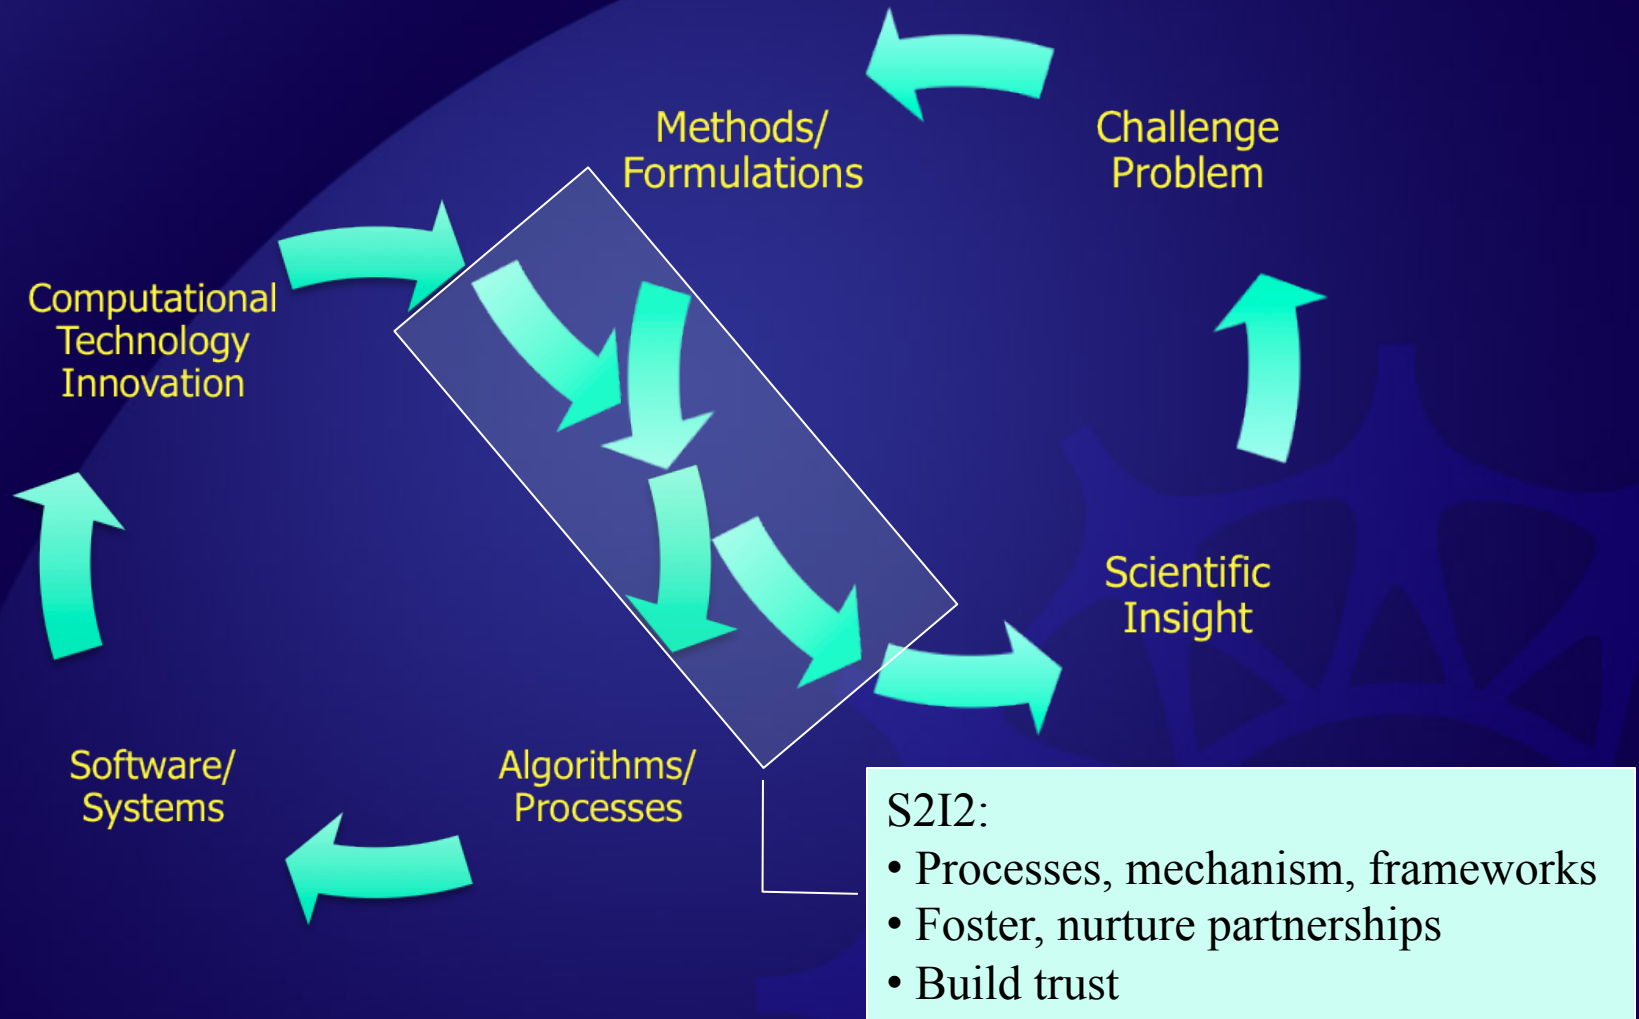 Methods/
Formulations
Challenge
Problem
Computational
Technology
Innovation
Scientific
Insight
Software/
Systems
Algorithms/
Processes
S2I2:
• Processes, mechanism, frameworks
• Foster, nurture partnerships
• Build trust